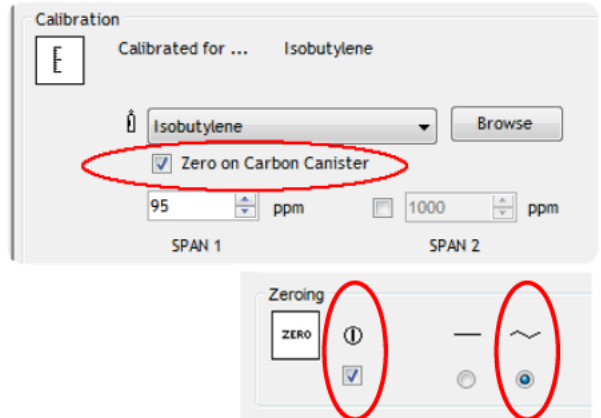 Calibration
Calibrated for ... Isobutylene
Isobutylene Browse
Zero on Carbon Canister
95 ppm 1000 ppm
SPAN 1 SPAN 2
Zeroing
ZERO